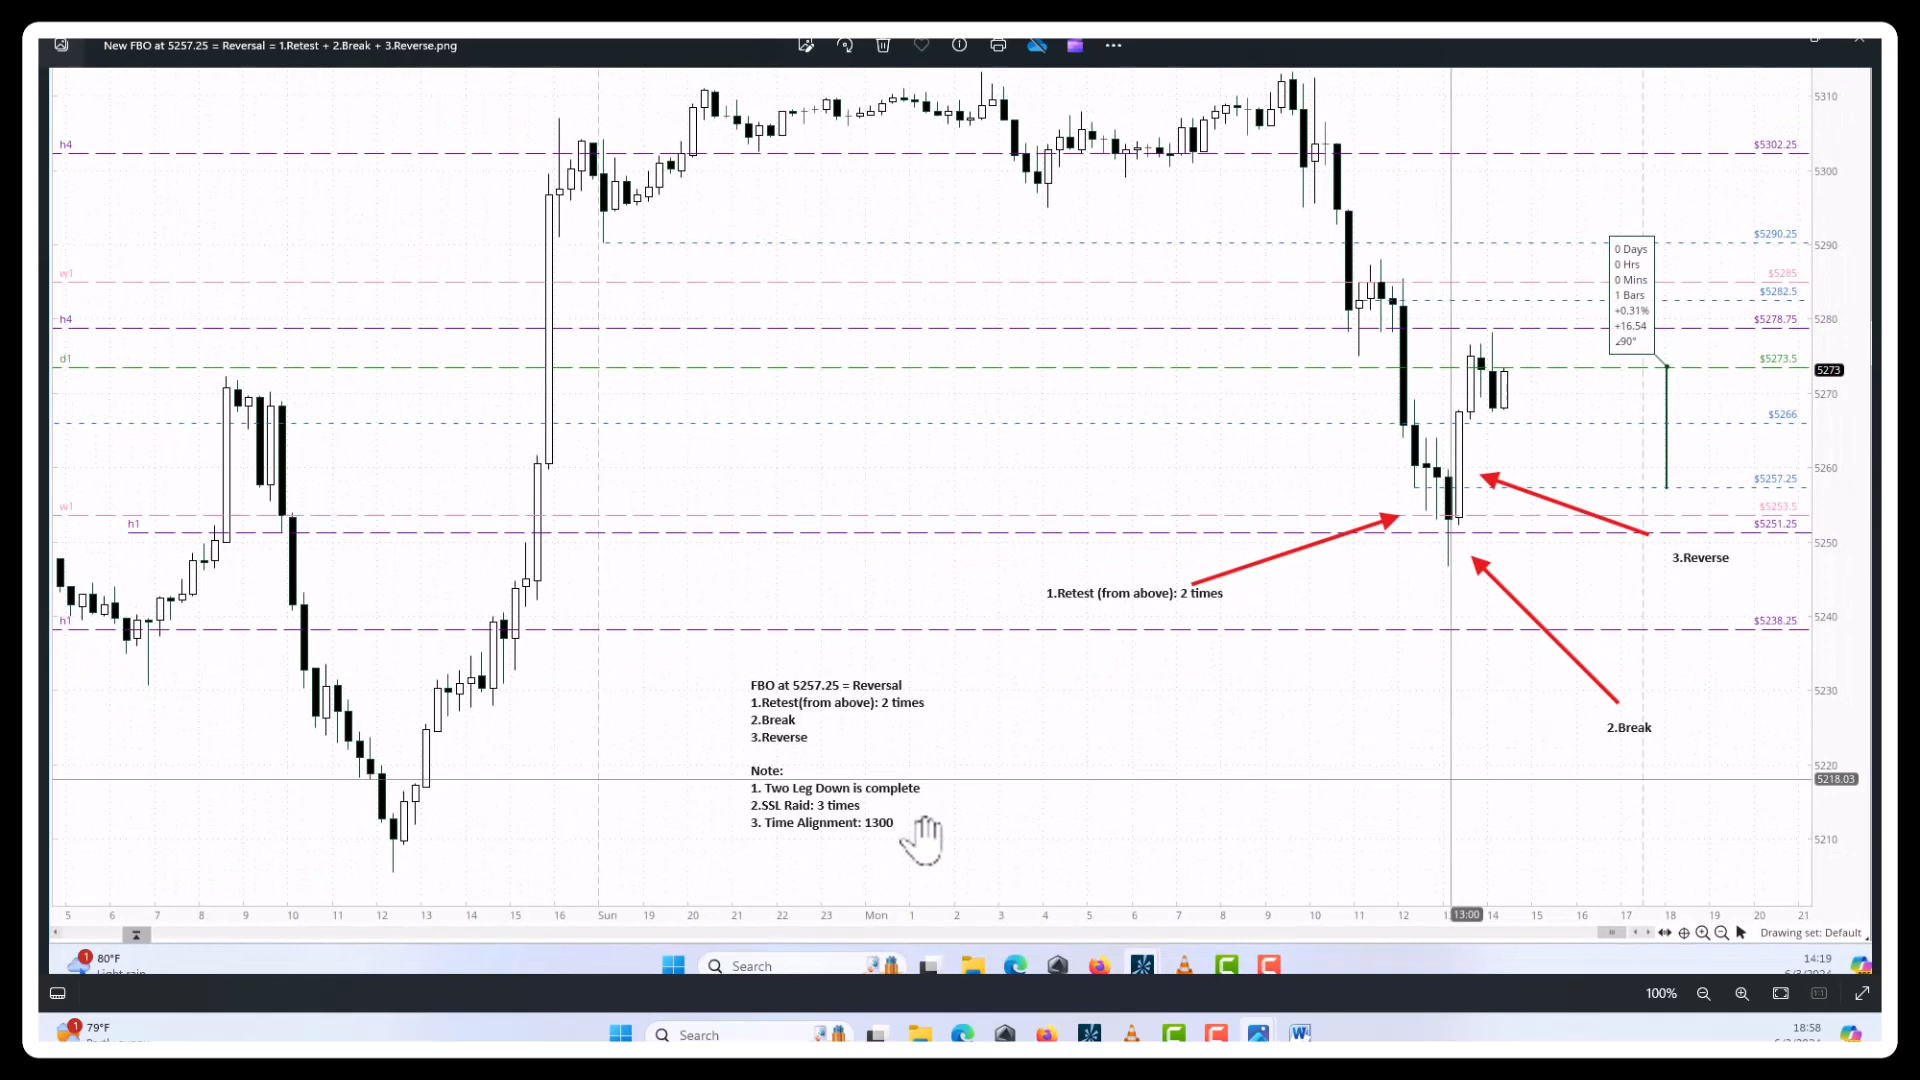 New FBO at 5257.25 = Reversal = 1.Retest + 2.Break + 3.Reverse.png
5310
h4
$5302.25
5300
$5290.25
5290
0 Days
0 Hrs
0 Mins
1 Bars
+0.31%
+16.54
∠90°
w1
$5285
$5282.5
h4
$5278.75
5280
d1
$5273.5
5273
5270
$5266
5260
$5257.25
w1
$5253.5
h1
$5251.25
5250
3.Reverse
1.Retest (from above): 2 times
h1
$5238.25
5240
5230
FBO at 5257.25 = Reversal
1.Retest(from above): 2 times
2.Break
3.Reverse
2.Break
Note:
1. Two Leg Down is complete
2.SSL Raid: 3 times
3. Time Alignment: 1300
5220
5218.03
5210
5 6 7 8 9 10 11 12 13 14 15 16 Sun 19 20 21 22 23 Mon 1 2 3 4 5 6 7 8 9 10 11 12 13:00 14 15 16 17 18 19 20 21
Drawing set: Default
1
80°F
Light rain
Search
14:19
100%
1
79°F
Search
18:58